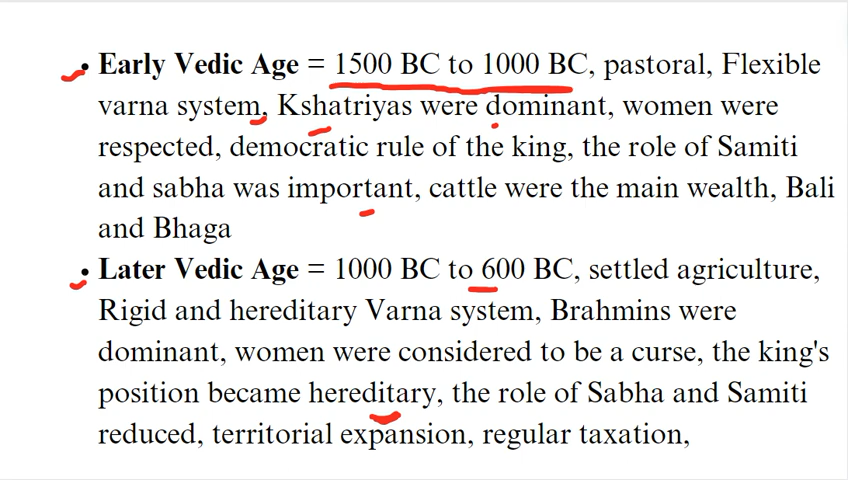 • Early Vedic Age = 1500 BC to 1000 BC, pastoral, Flexible
varna system, Kshatriyas were dominant, women were
respected, democratic rule of the king, the role of Samiti
and sabha was important, cattle were the main wealth, Bali
and Bhaga
• Later Vedic Age = 1000 BC to 600 BC, settled agriculture,
Rigid and hereditary Varna system, Brahmins were
dominant, women were considered to be a curse, the king's
position became hereditary, the role of Sabha and Samiti
reduced, territorial expansion, regular taxation,